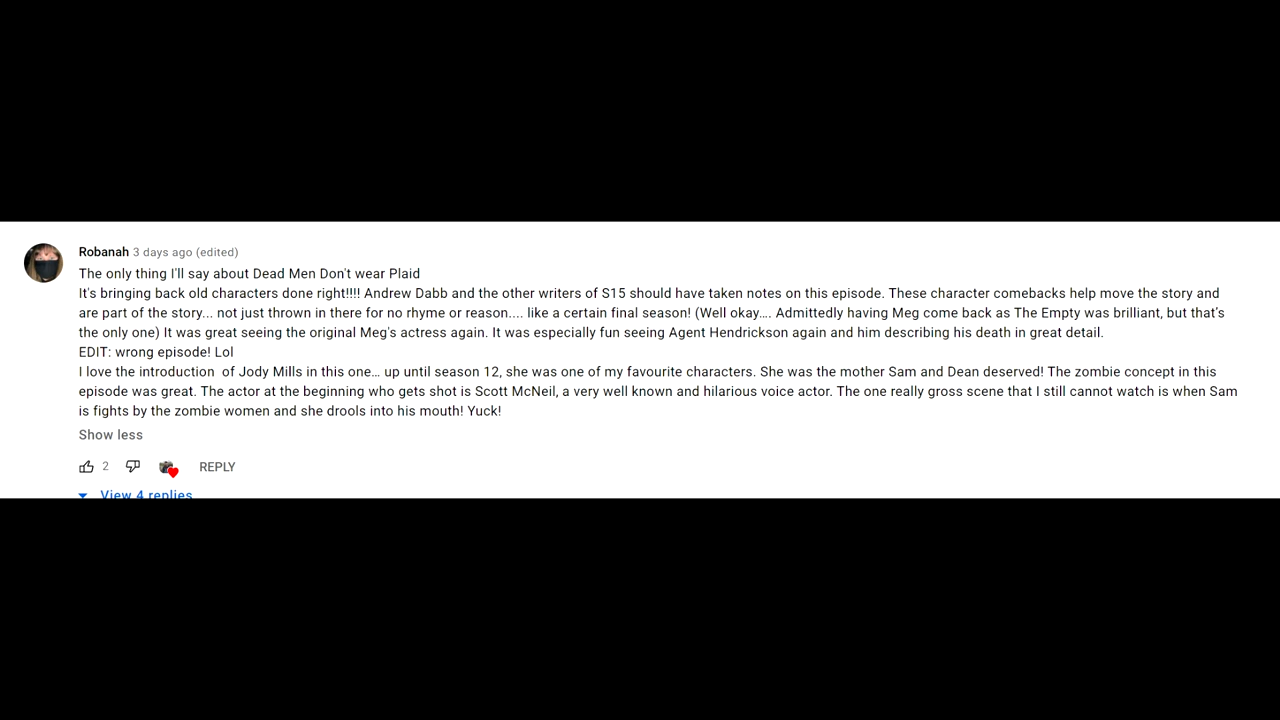 Robanah 3 days ago (edited)
The only thing I'll say about Dead Men Don't wear Plaid
It's bringing back old characters done right!!!! Andrew Dabb and the other writers of S15 should have taken notes on this episode. These character comebacks help move the story and
are part of the story... not just thrown in there for no rhyme or reason.... like a certain final season! (Well okay.... Admittedly having Meg come back as The Empty was brilliant, but that's
the only one) It was great seeing the original Meg's actress again. It was especially fun seeing Agent Hendrickson again and him describing his death in great detail.
EDIT: wrong episode! Lol
I love the introduction  of Jody Mills in this one... up until season 12, she was one of my favourite characters. She was the mother Sam and Dean deserved! The zombie concept in this
episode was great. The actor at the beginning who gets shot is Scott McNeil, a very well known and hilarious voice actor. The one really gross scene that I still cannot watch is when Sam
is fights by the zombie women and she drools into his mouth! Yuck!
Show less
2 REPLY
View 4 replies